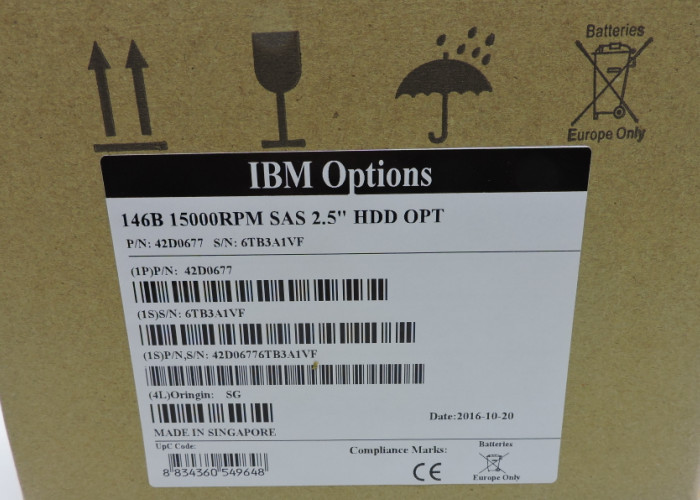 Batteries
Europe Only
IBM Options
146B 15000RPM SAS 2.5" HDD OPT
P/N: 42D0677 S/N: 6TB3A1VF
(1P)P/N: 42D0677
(1S)S/N: 6TB3A1VF
(1S)P/N,S/N: 42D06776TB3A1VF
(4L)Oringin: SG
Date:2016-10-20
MADE IN SINGAPORE
UpC Code:
8 834360 549648
Compliance Marks:
CE
Batteries
Europe Only